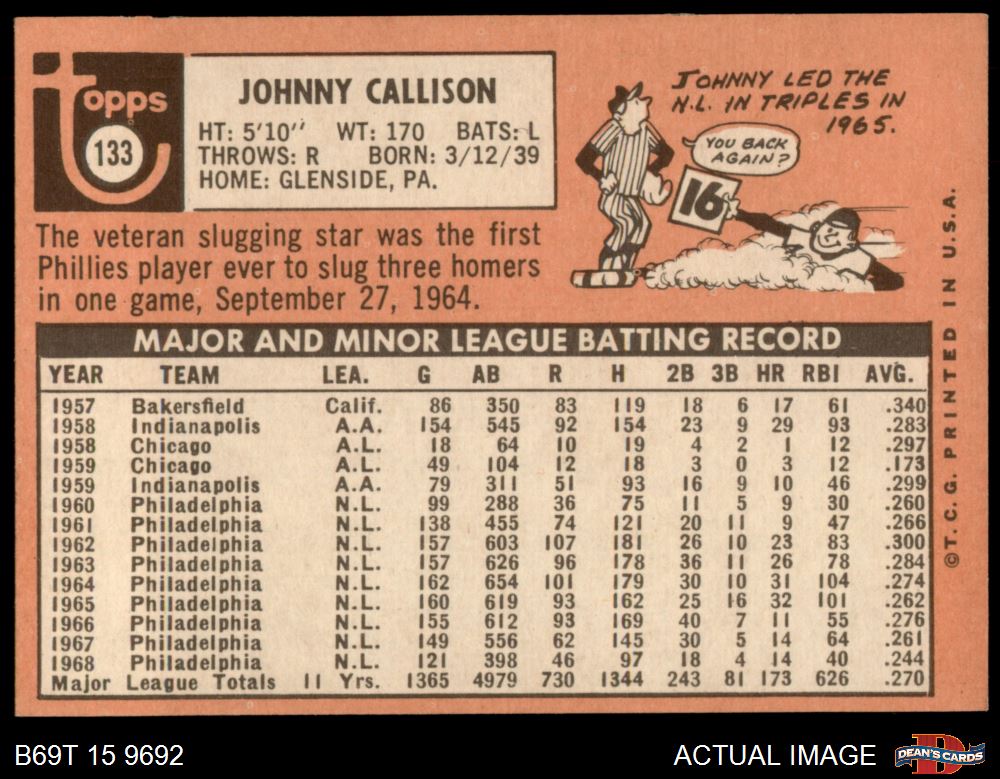 topps
133
JOHNNY CALLISON
HT: 5'10" WT: 170 BATS: L
THROWS: R BORN: 3/12/39
HOME: GLENSIDE, PA.
JOHNNY LED THE
N.L. IN TRIPLES IN
1965.
YOU BACK
AGAIN?
16
The veteran slugging star was the first
Phillies player ever to slug three homers
in one game, September 27, 1964.
MAJOR AND MINOR LEAGUE BATTING RECORD
YEAR TEAM LEA. G AB R H 2B 3B HR RBI AVG.
1957 Bakersfield Calif. 86 350 83 119 18 6 17 61 .340
1958 Indianapolis A.A. 154 545 92 154 23 9 29 93 .283
1958 Chicago A.L. 18 64 10 19 4 2 1 12 .297
1959 Chicago A.L. 49 104 12 18 3 0 3 12 .173
1959 Indianapolis A.A. 79 311 51 93 16 9 10 46 .299
1960 Philadelphia N.L. 99 288 36 75 11 5 9 30 .260
1961 Philadelphia N.L. 138 455 74 121 20 11 9 47 .266
1962 Philadelphia N.L. 157 603 107 181 26 10 23 83 .300
1963 Philadelphia N.L. 157 626 96 178 36 11 26 78 .284
1964 Philadelphia N.L. 162 654 101 179 30 10 31 104 .274
1965 Philadelphia N.L. 160 619 93 162 25 16 32 101 .262
1966 Philadelphia N.L. 155 612 93 169 40 7 11 55 .276
1967 Philadelphia N.L. 149 556 62 145 30 5 14 64 .261
1968 Philadelphia N.L. 121 398 46 97 18 4 14 40 .244
Major League Totals 11 Yrs. 1365 4979 730 1344 243 81 173 626 .270
©T.C.G. PRINTED IN U.S.A.
B69T 15 9692
ACTUAL IMAGE
DEAN'S CARDS